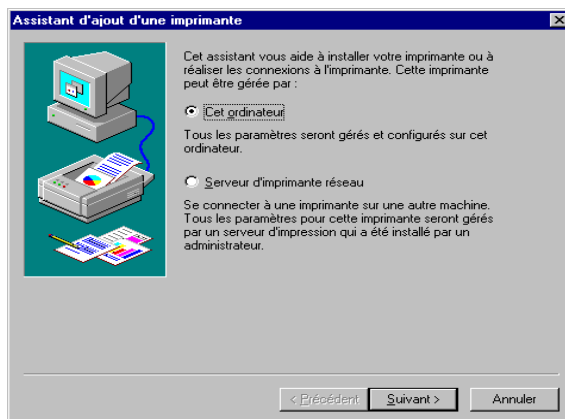 Assistant d'ajout d'une imprimante
Cet assistant vous aide à installer votre imprimante ou à
réaliser les connexions à l'imprimante. Cette imprimante
peut être gérée par :
Cet ordinateur
Tous les paramètres seront gérés et configurés sur cet
ordinateur.
Serveur d'imprimante réseau
Se connecter à une imprimante sur une autre machine.
Tous les paramètres pour cette imprimante seront gérés
par un serveur d'impression qui a été installé par un
administrateur.
< Précédent
Suivant >
Annuler